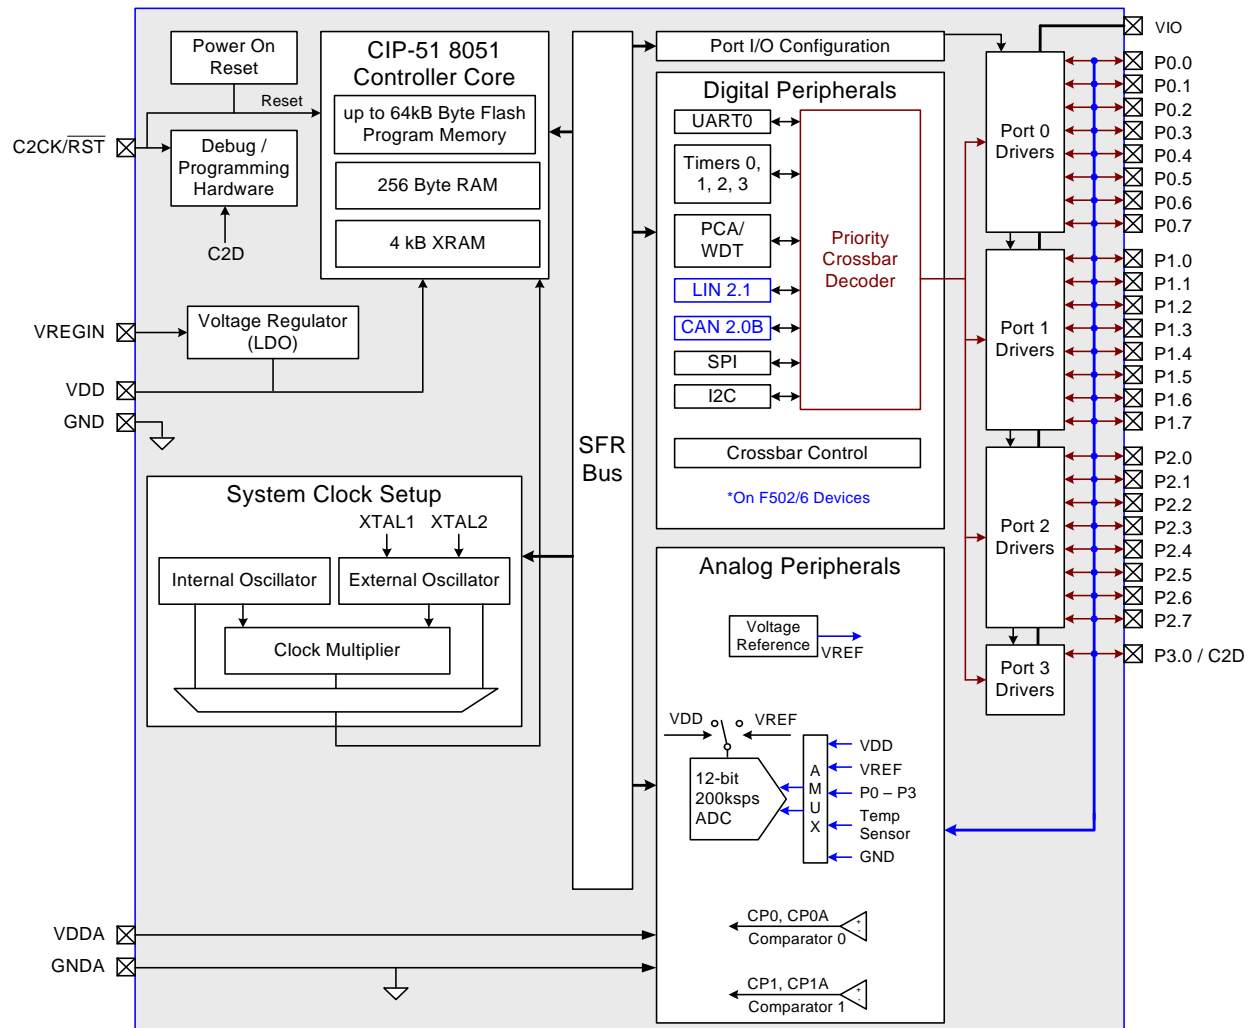 Power On
Reset
Reset
C2CK/RST
Debug /
Programming
Hardware
C2D
CIP-51 8051
Controller Core
up to 64kB Byte Flash
Program Memory
256 Byte RAM
4 kB XRAM
VREGIN
Voltage Regulator
(LDO)
VDD
GND
System Clock Setup
XTAL1
XTAL2
Internal Oscillator
External Oscillator
Clock Multiplier
VDDA
GNDA
SFR
Bus
Port I/O Configuration
Digital Peripherals
UART0
Timers 0,
1, 2, 3
PCA/
WDT
LIN 2.1
CAN 2.0B
SPI
I2C
Priority
Crossbar
Decoder
Crossbar Control
*On F502/6 Devices
Analog Peripherals
Voltage
Reference
VREF
VDD
VREF
12-bit
200ksps
ADC
A
M
U
X
VDD
VREF
P0 – P3
Temp
Sensor
GND
CP0, CP0A
Comparator 0
+
-
CP1, CP1A
Comparator 1
+
-
Port 0
Drivers
Port 1
Drivers
Port 2
Drivers
Port 3
Drivers
VIO
P0.0
P0.1
P0.2
P0.3
P0.4
P0.5
P0.6
P0.7
P1.0
P1.1
P1.2
P1.3
P1.4
P1.5
P1.6
P1.7
P2.0
P2.1
P2.2
P2.3
P2.4
P2.5
P2.6
P2.7
P3.0 / C2D